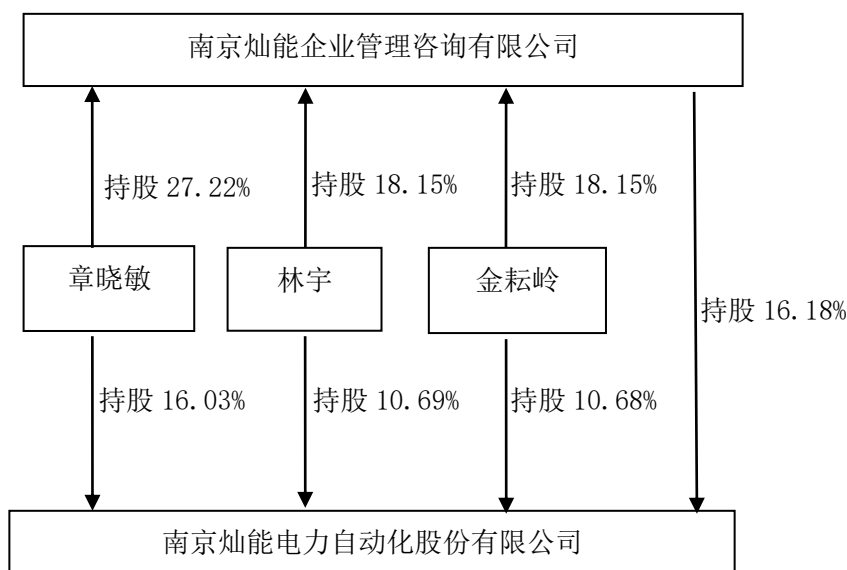 南京灿能企业管理咨询有限公司
持股 27.22%
持股 18.15%
持股 18.15%
章晓敏
林宇
金耘岭
持股 16.18%
持股 16.03%
持股 10.69%
持股 10.68%
南京灿能电力自动化股份有限公司